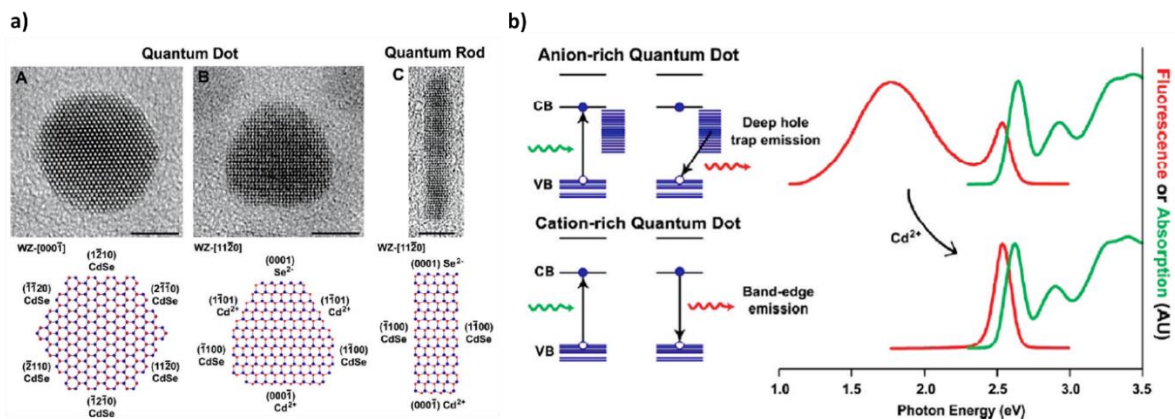 a)
Quantum Dot
Quantum Rod
A
B
C
WZ-[0001̅]
WZ-[112̅0]
WZ-[112̅0]
(12̅10)
CdSe
(1̅1̅20)
CdSe
(21̅1̅0)
CdSe
(2̅110)
CdSe
(112̅0)
CdSe
(1̅21̅0)
CdSe
(0001)
Se2-
(11̅01)
Cd2+
(11̅01)
Cd2+
(1̅100)
CdSe
(11̅00)
CdSe
(0001̅)
Cd2+
(0001) Se2-
(1̅100)
CdSe
(11̅00)
CdSe
(0001̅) Cd2+
b)
Anion-rich Quantum Dot
CB
Deep hole
trap emission
VB
Cation-rich Quantum Dot
CB
Band-edge
emission
VB
Cd2+
Fluorescence or Absorption (AU)
1.0 1.5 2.0 2.5 3.0 3.5
Photon Energy (eV)